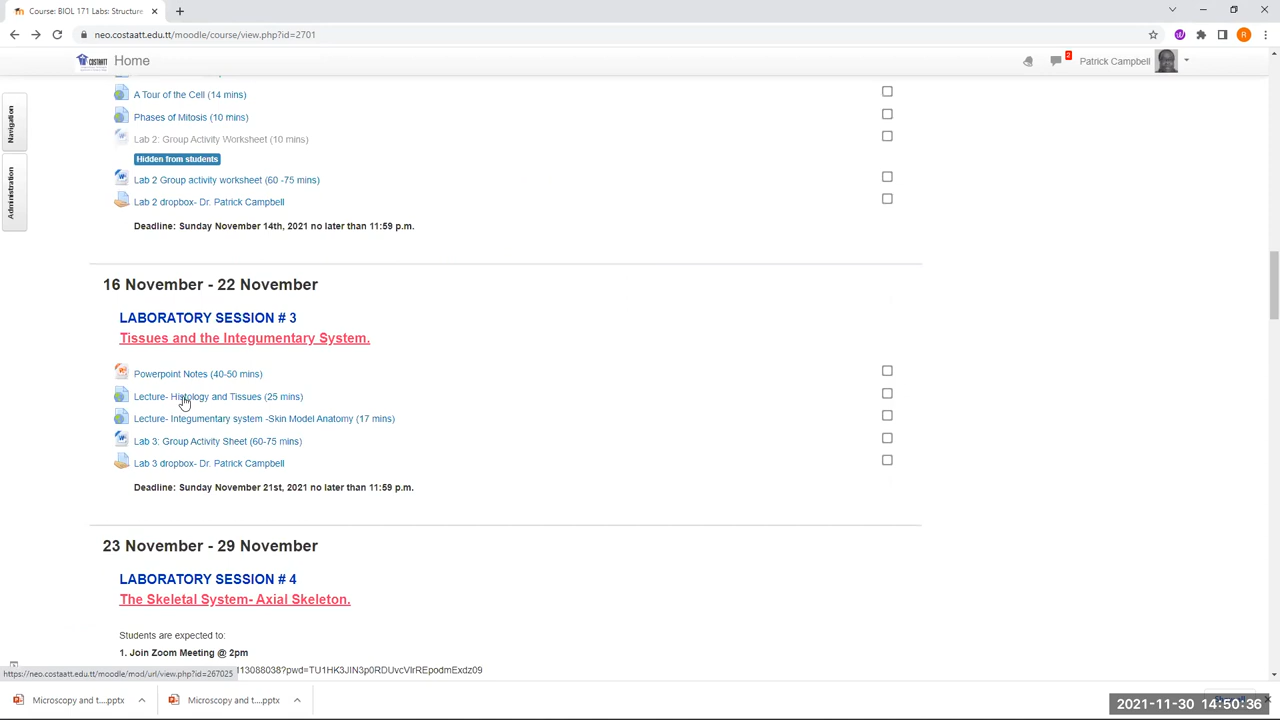 Course: BIOL 171 Labs: Structure
neo.costaatt.edu.tt/moodle/course/view.php?id=2701
COSTAATT
Home
2
Patrick Campbell
R
Navigation
Administration
A Tour of the Cell (14 mins)
Phases of Mitosis (10 mins)
Lab 2: Group Activity Worksheet (10 mins)
Hidden from students
Lab 2 Group activity worksheet (60 -75 mins)
Lab 2 dropbox- Dr. Patrick Campbell
Deadline: Sunday November 14th, 2021 no later than 11:59 p.m.
16 November - 22 November
LABORATORY SESSION # 3
Tissues and the Integumentary System.
Powerpoint Notes (40-50 mins)
Lecture- Histology and Tissues (25 mins)
Lecture- Integumentary system -Skin Model Anatomy (17 mins)
Lab 3: Group Activity Sheet (60-75 mins)
Lab 3 dropbox- Dr. Patrick Campbell
Deadline: Sunday November 21st, 2021 no later than 11:59 p.m.
23 November - 29 November
LABORATORY SESSION # 4
The Skeletal System- Axial Skeleton.
Students are expected to:
1. Join Zoom Meeting @ 2pm
https://neo.costaatt.edu.tt/moodle/mod/url/view.php?id=267025
13088038?pwd=TU1HK3JIN3p0RDUvcVlrREpodmExdz09
Microscopy and t....pptx
Microscopy and t....pptx
2021-11-30 14:50:36